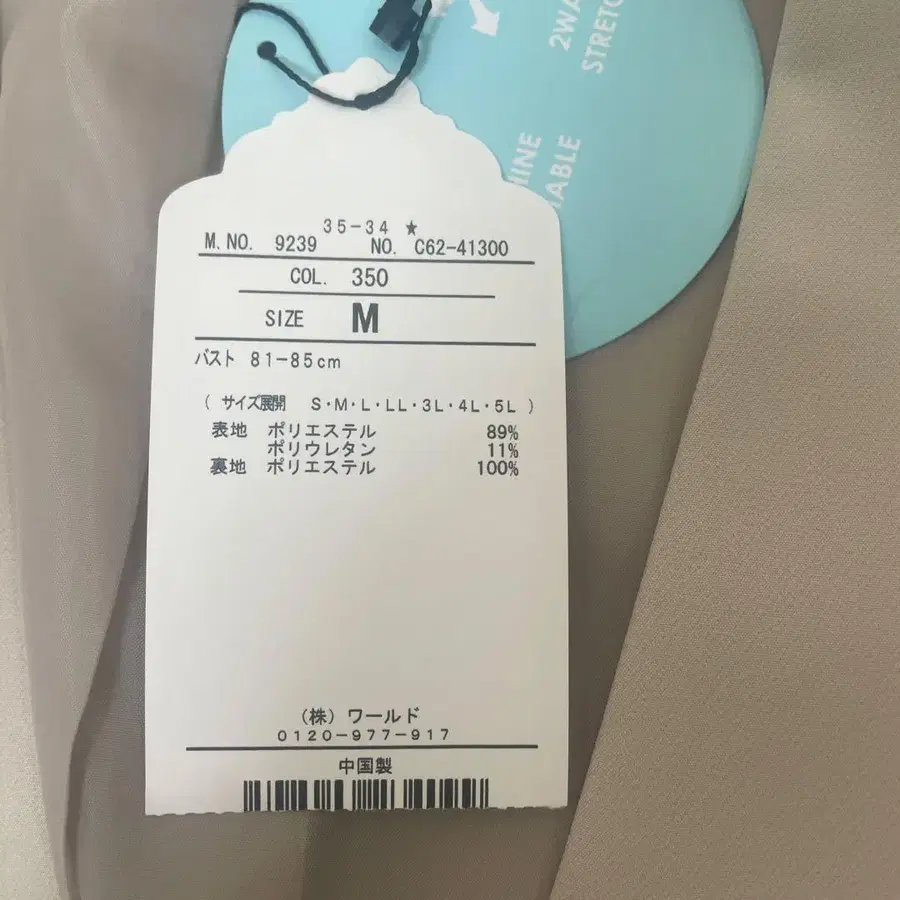 2WA
STRETC
35-34 ★
M.NO. 9239 NO. C62-41300
COL. 350
SIZE M
バスト 81-85cm
( サイズ展開 S・M・L・LL・3L・4L・5L )
表地 ポリエステル 89%
ポリウレタン 11%
裏地 ポリエステル 100%
(株) ワールド
0120-977-917
中国製